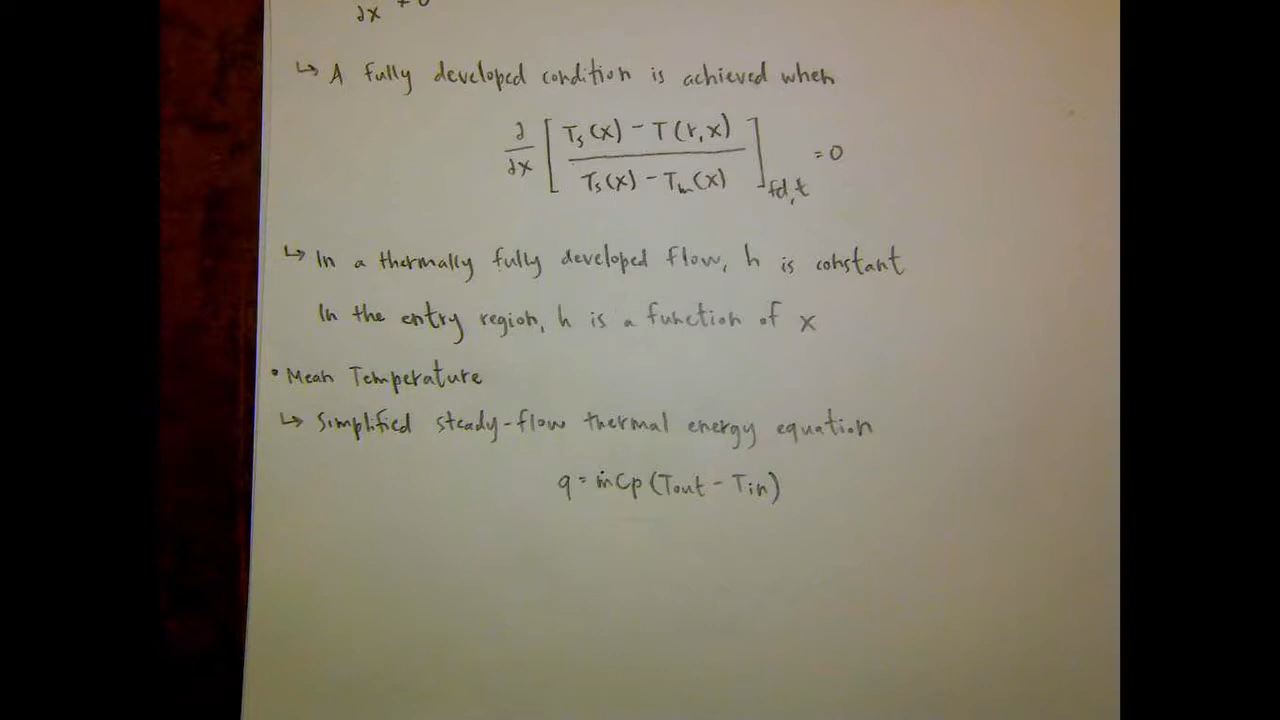 ∂x ≠ 0
↳ A fully developed condition is achieved when
∂/∂x [ (Ts(x) - T(r,x)) / (Ts(x) - Tm(x)) ]fd,t = 0
↳ In a thermally fully developed flow, h is constant
In the entry region, h is a function of x
• Mean Temperature
↳ Simplified steady-flow thermal energy equation
q = ṁCp(Tout - Tin)